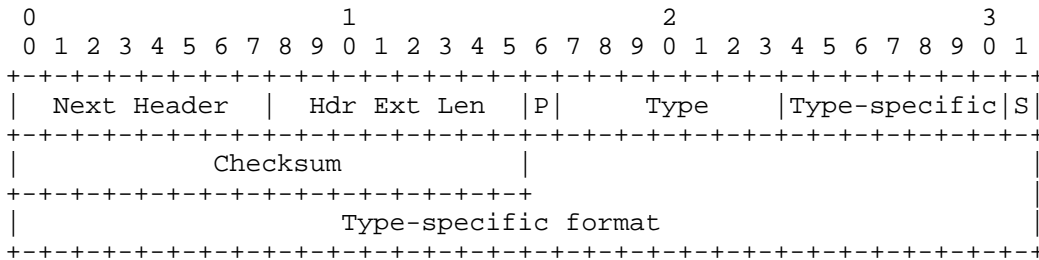 0                   1                   2                   3
 0 1 2 3 4 5 6 7 8 9 0 1 2 3 4 5 6 7 8 9 0 1 2 3 4 5 6 7 8 9 0 1
+-+-+-+-+-+-+-+-+-+-+-+-+-+-+-+-+-+-+-+-+-+-+-+-+-+-+-+-+-+-+-+-+
|  Next Header  |  Hdr Ext Len  |P|     Type    |Type-specific|S|
+-+-+-+-+-+-+-+-+-+-+-+-+-+-+-+-+-+-+-+-+-+-+-+-+-+-+-+-+-+-+-+-+
|            Checksum           |                               |
+-+-+-+-+-+-+-+-+-+-+-+-+-+-+-+-+                               |
|                    Type-specific format                       |
+-+-+-+-+-+-+-+-+-+-+-+-+-+-+-+-+-+-+-+-+-+-+-+-+-+-+-+-+-+-+-+-+